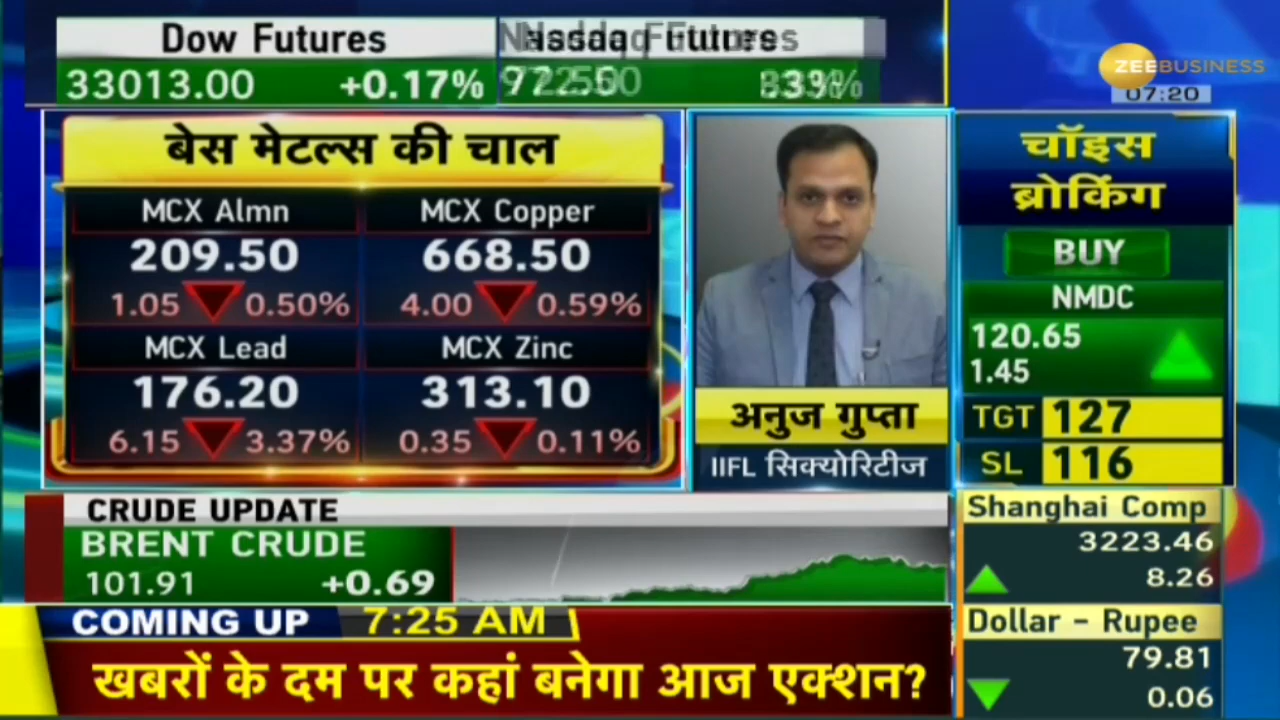 Dow Futures
33013.00 +0.17%
ZEEBUSINESS
07:20
बेस मेटल्स की चाल
MCX Almn
209.50
1.05 0.50%
MCX Copper
668.50
4.00 0.59%
MCX Lead
176.20
6.15 3.37%
MCX Zinc
313.10
0.35 0.11%
अनुज गुप्ता
IIFL सिक्योरिटीज
चॉइस
ब्रोकिंग
BUY
NMDC
120.65
1.45
TGT 127
SL 116
CRUDE UPDATE
BRENT CRUDE
101.91 +0.69
Shanghai Comp
3223.46
8.26
Dollar - Rupee
79.81
0.06
COMING UP 7:25 AM
खबरों के दम पर कहां बनेगा आज एक्शन?